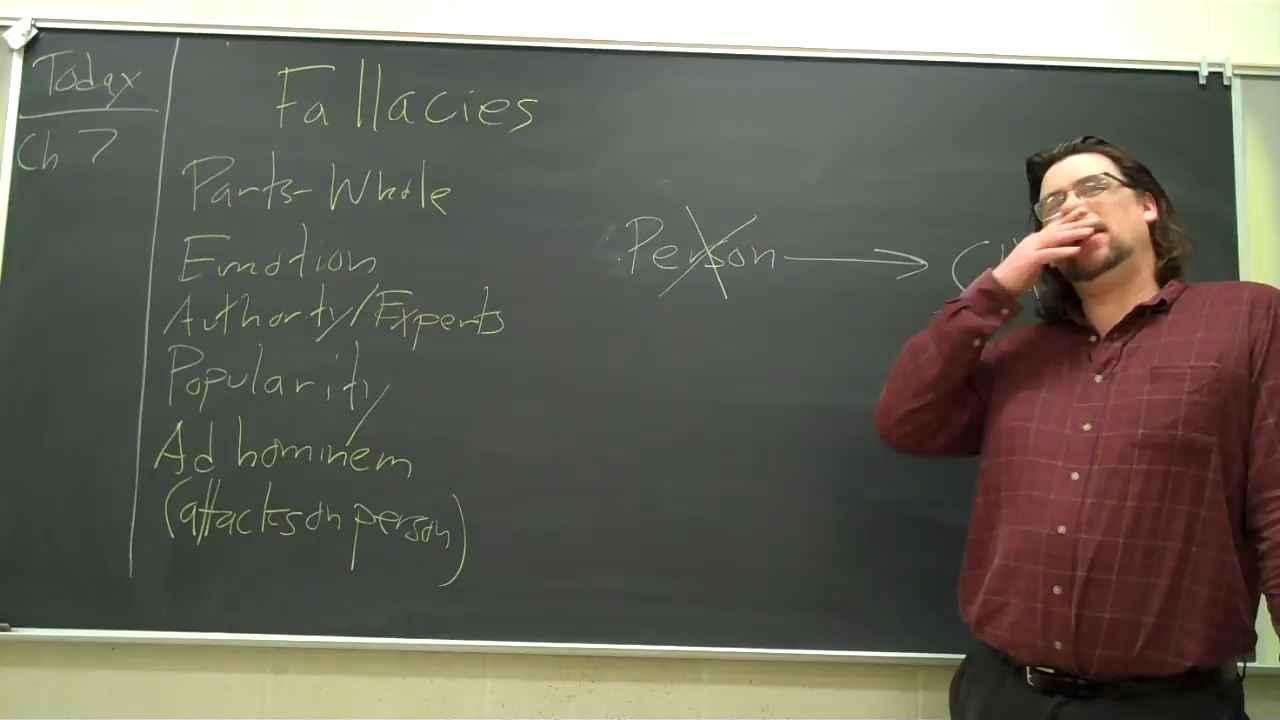 Today
Ch 7
Fallacies
Parts-Whole
Emotion
Authority/Experts
Popularity
Ad hominem
(attacks on person)
Person